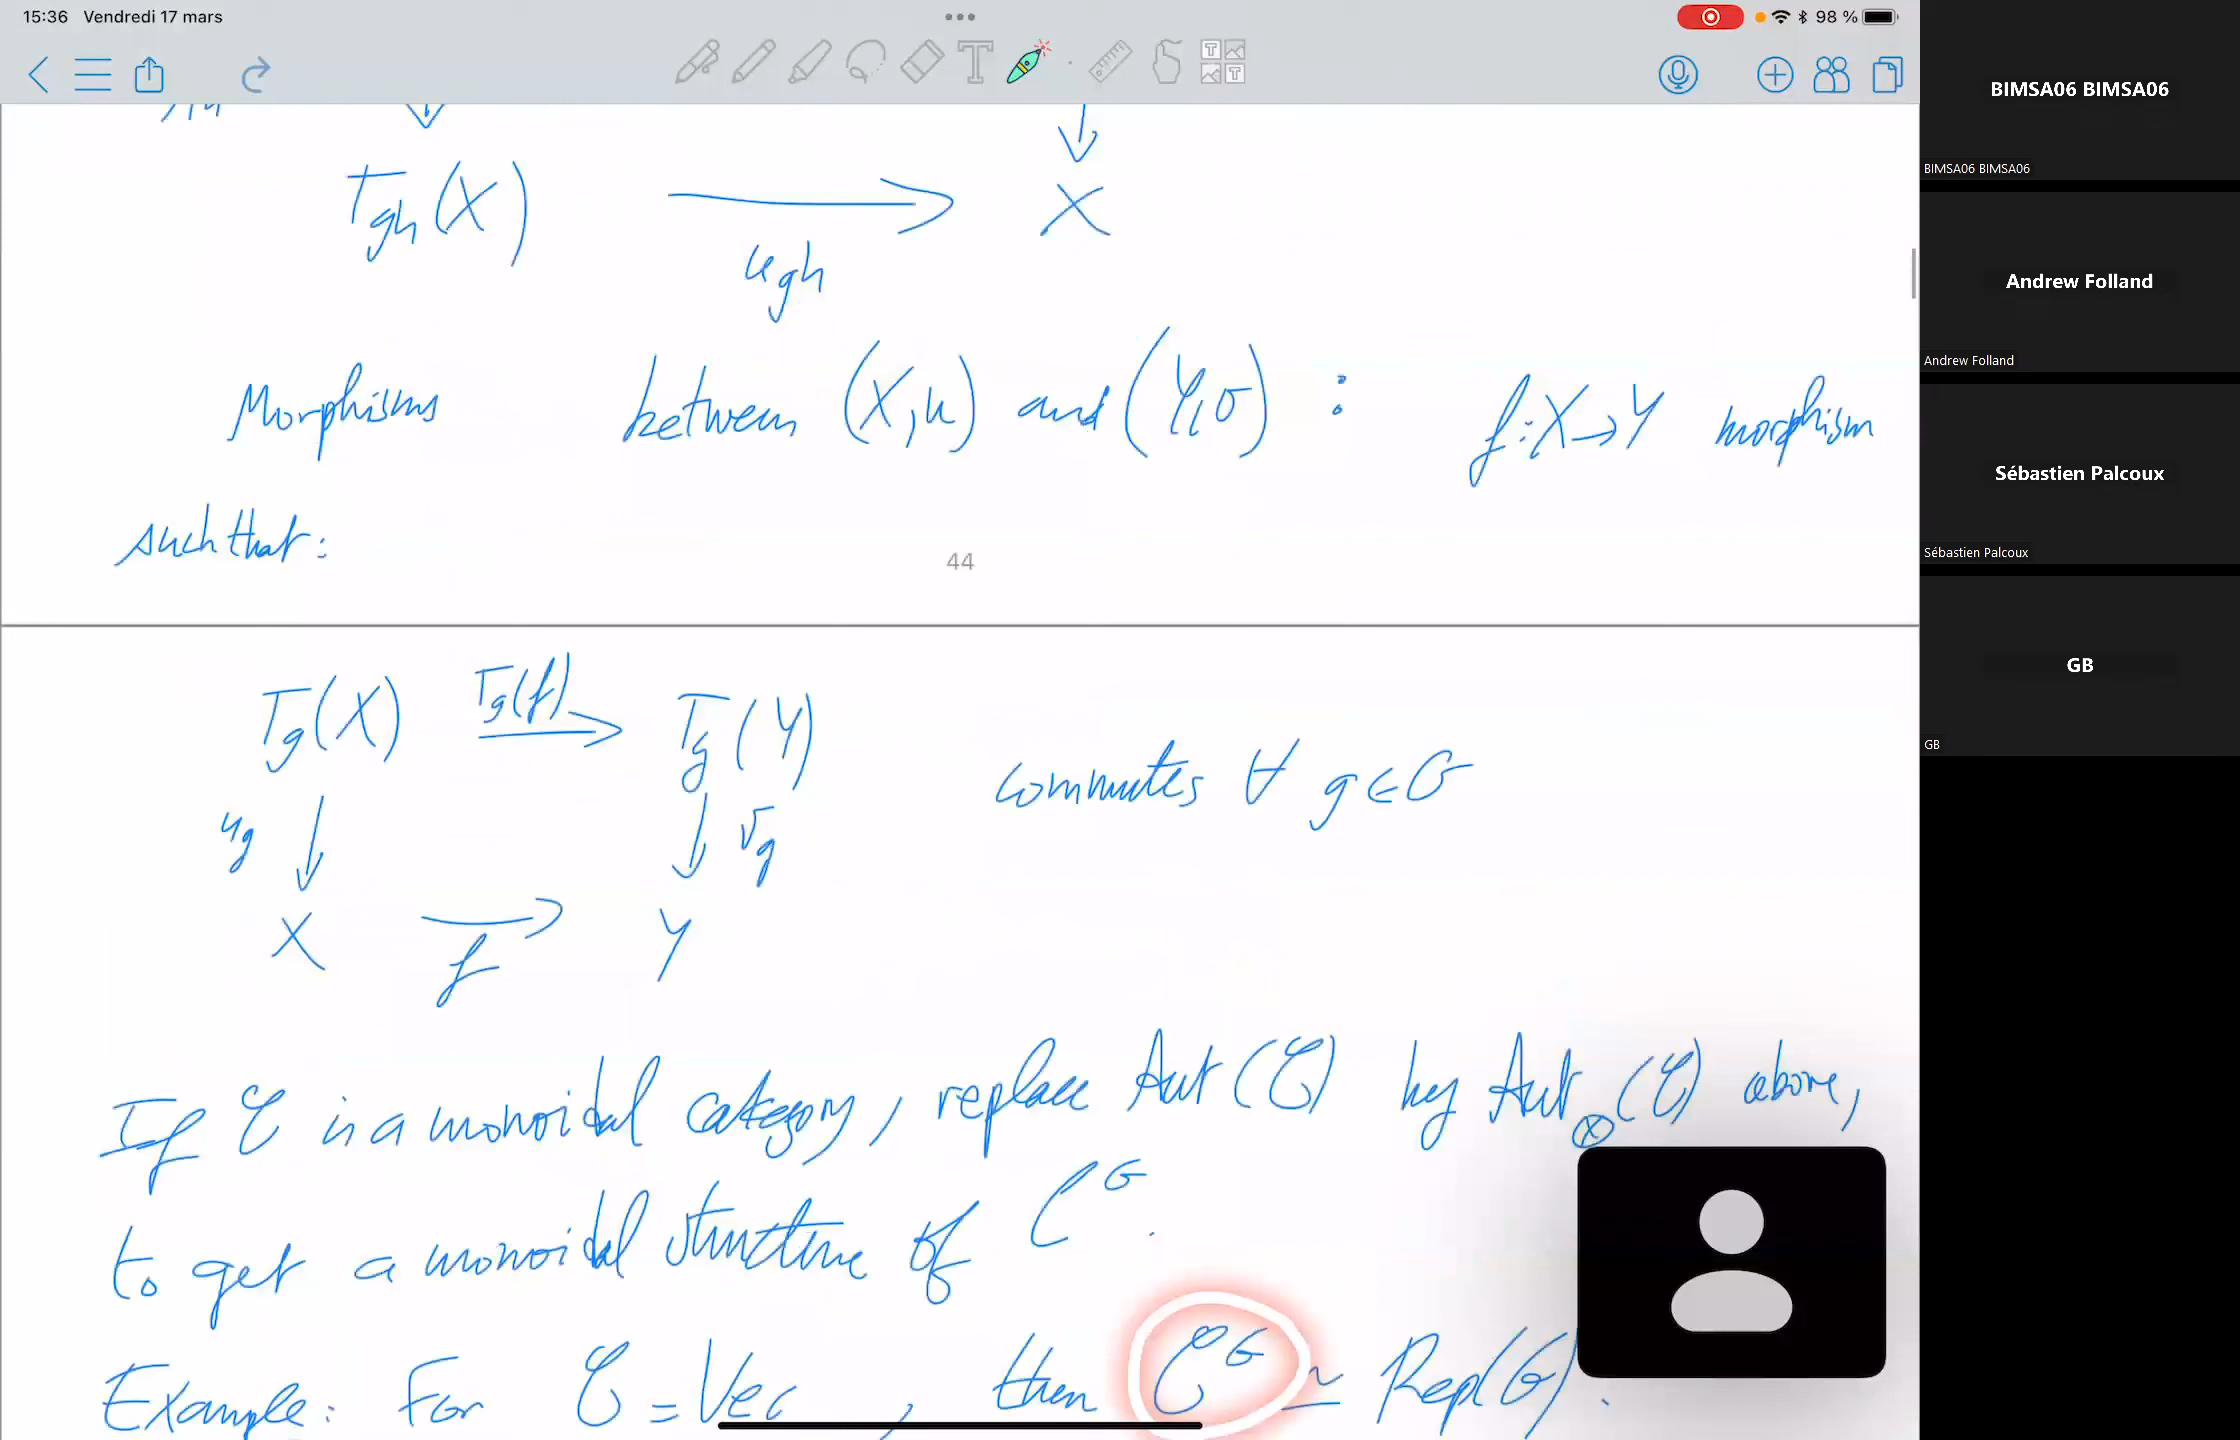 15:36 Vendredi 17 mars
98 %
T_gh(X) → X
u_gh
Morphisms between (X,u) and (Y,v) : f:X→Y morphism
such that:
44
T_g(X) T_g(f) → T_g(Y)
commutes ∀ g∈G
u_g ↓ ↓ v_g
X → Y
f
If C is a monoidal category, replace Aut(C) by Aut_⊗(C) above,
to get a monoidal structure of C^G.
Example: For C = Vec, then C^G ≃ Rep(G).
BIMSA06 BIMSA06
BIMSA06 BIMSA06
Andrew Folland
Andrew Folland
Sébastien Palcoux
Sébastien Palcoux
GB
GB